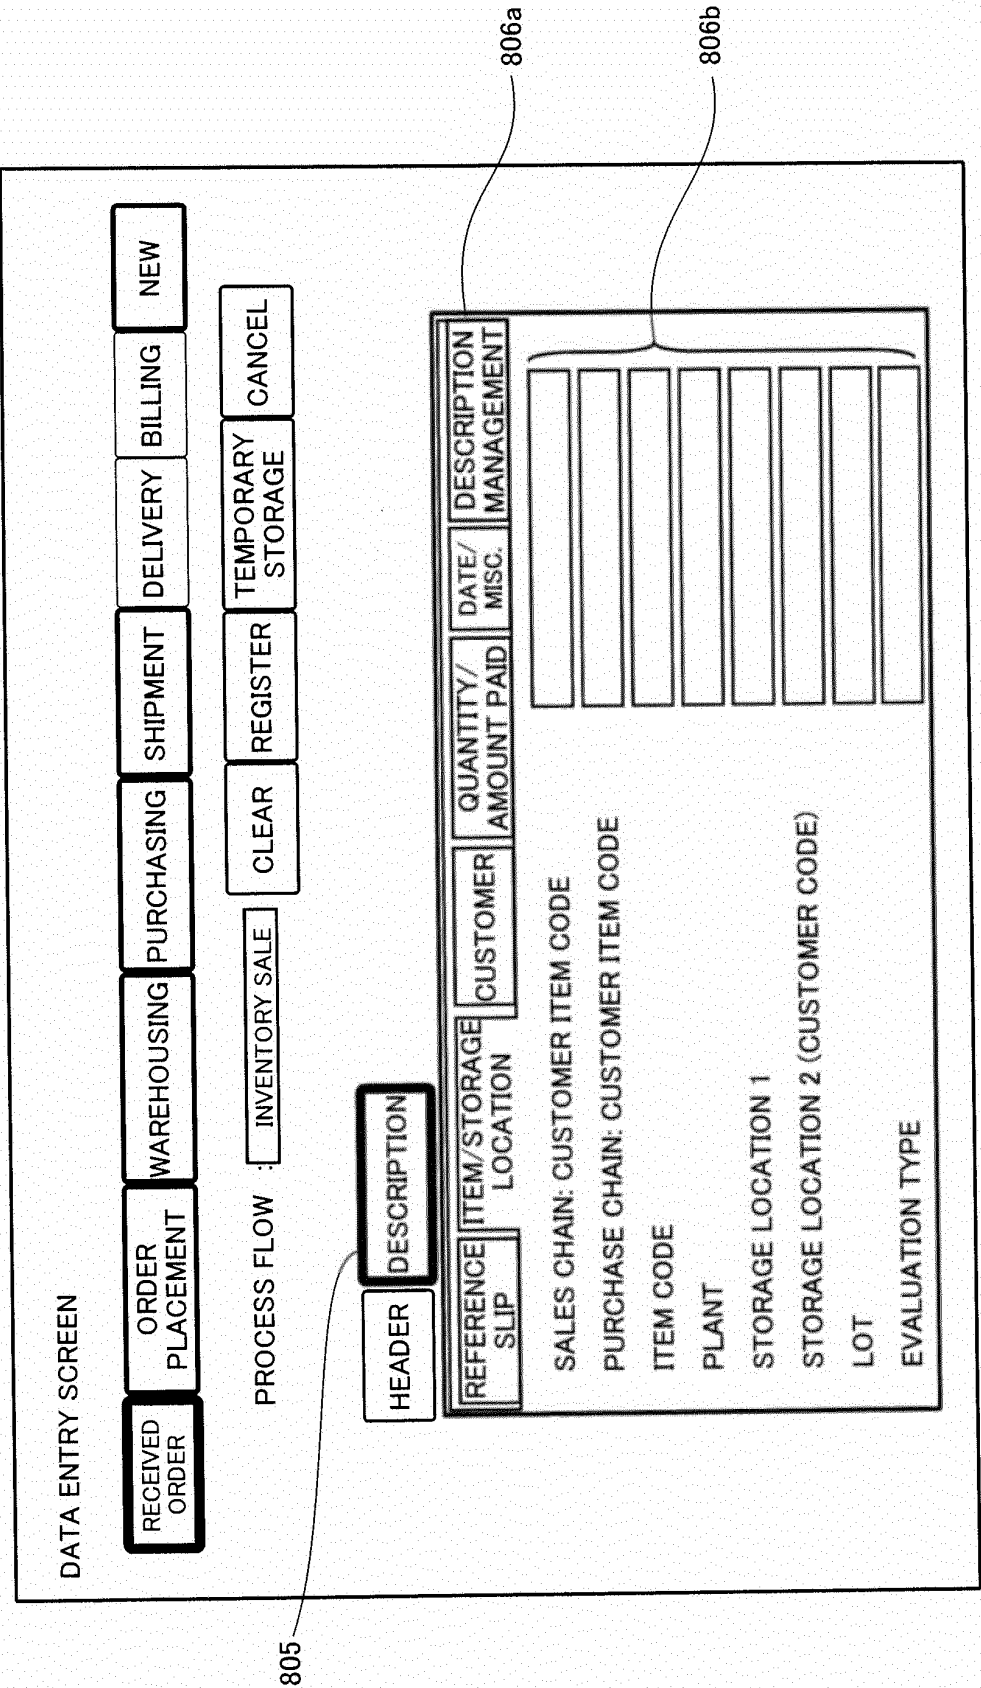 DATA ENTRY SCREEN
RECEIVED
ORDER
ORDER
PLACEMENT
WAREHOUSING
PURCHASING
SHIPMENT
DELIVERY
BILLING
NEW
PROCESS FLOW :
INVENTORY SALE
CLEAR
REGISTER
TEMPORARY
STORAGE
CANCEL
805
HEADER
DESCRIPTION
REFERENCE
SLIP
ITEM/STORAGE
LOCATION
CUSTOMER
QUANTITY/
AMOUNT PAID
DATE/
MISC.
DESCRIPTION
MANAGEMENT
806a
SALES CHAIN: CUSTOMER ITEM CODE
PURCHASE CHAIN: CUSTOMER ITEM CODE
ITEM CODE
PLANT
STORAGE LOCATION 1
STORAGE LOCATION 2 (CUSTOMER CODE)
LOT
EVALUATION TYPE
806b